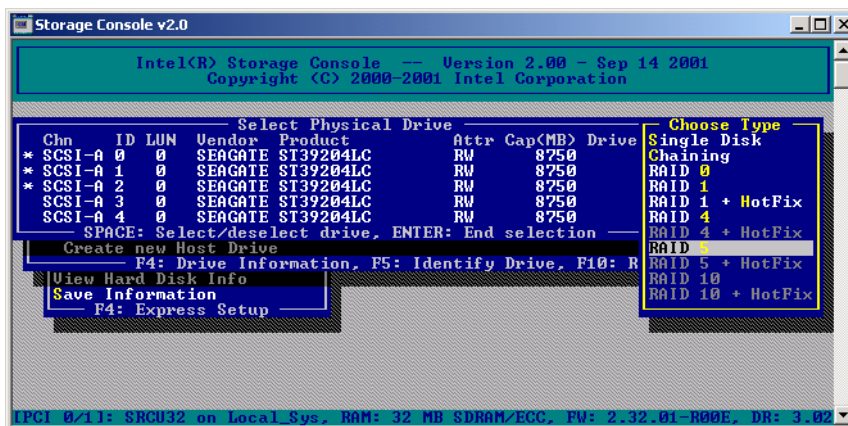 Storage Console v2.0
Intel(R) Storage Console -- Version 2.00 - Sep 14 2001
Copyright (C) 2000-2001 Intel Corporation
Select Physical Drive
Chn ID LUN Vendor Product Attr Cap(MB) Drive
* SCSI-A 0 0 SEAGATE ST39204LC RW 8750
* SCSI-A 1 0 SEAGATE ST39204LC RW 8750
* SCSI-A 2 0 SEAGATE ST39204LC RW 8750
SCSI-A 3 0 SEAGATE ST39204LC RW 8750
SCSI-A 4 0 SEAGATE ST39204LC RW 8750
SPACE: Select/deselect drive, ENTER: End selection
Create new Host Drive
F4: Drive Information, F5: Identify Drive, F10: R
View Hard Disk Info
Save Information
F4: Express Setup
Choose Type
Single Disk
Chaining
RAID 0
RAID 1
RAID 1 + HotFix
RAID 4
RAID 4 + HotFix
RAID 5
RAID 5 + HotFix
RAID 10
RAID 10 + HotFix
[PCI 0/1]: SRCU32 on Local_Sys, RAM: 32 MB SDRAM/ECC, FW: 2.32.01-R00E, DR: 3.02